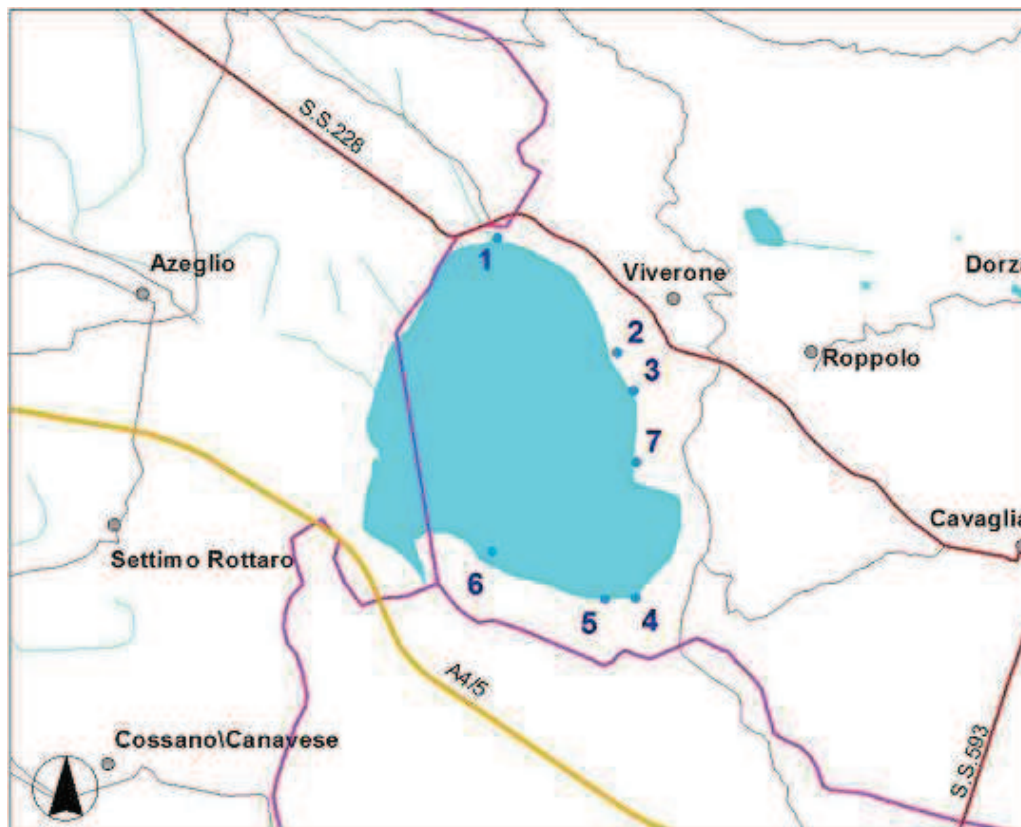 S.S.228
1
Azeglio
Viverone
Dorz
2
Roppolo
3
7
Cavaglia
Settimo Rottaro
6
5
4
A4/5
Cossano\Canavese
S.S.593